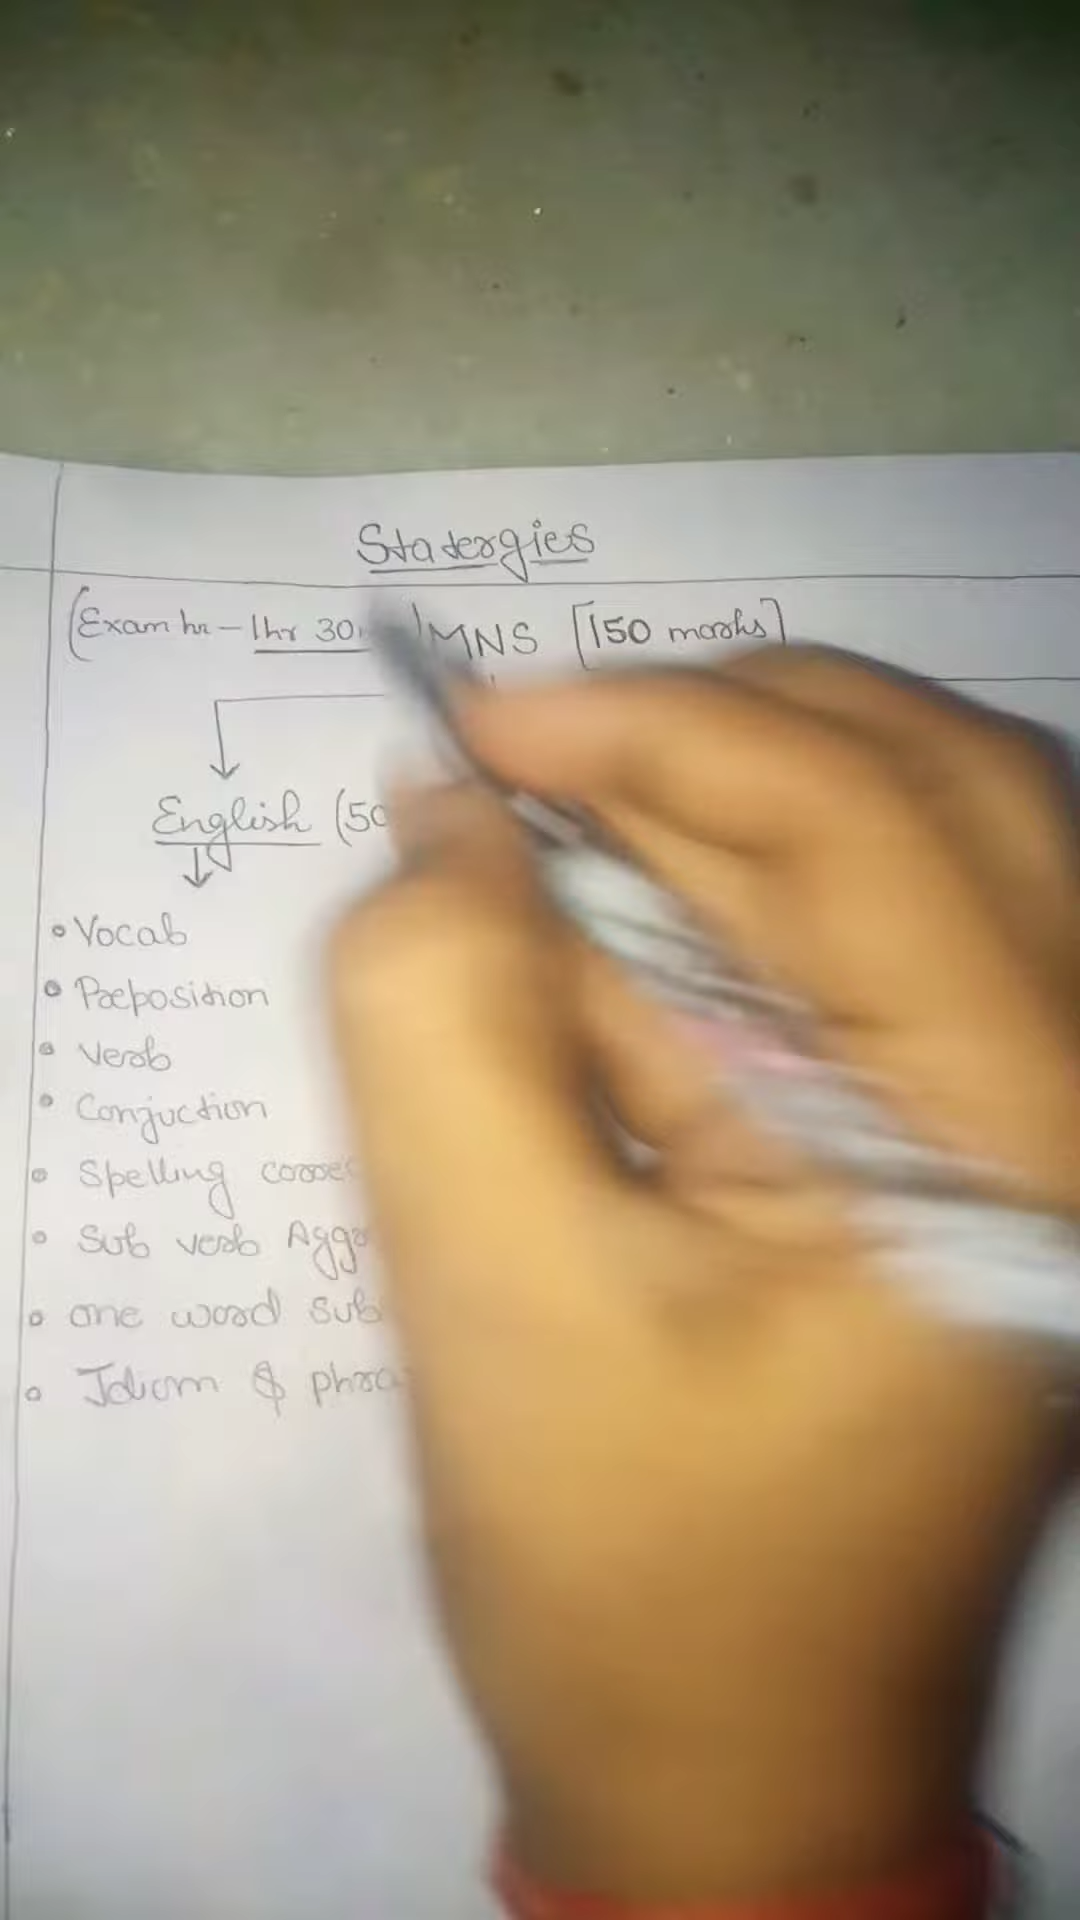 Statergies
(Exam hr - 1hr 30 MNS [150 marks]
English (50
• Vocab
• Preposition
• Verb
• Conjuction
• Spelling
• Sub verb
• one word sub
• Idiom &